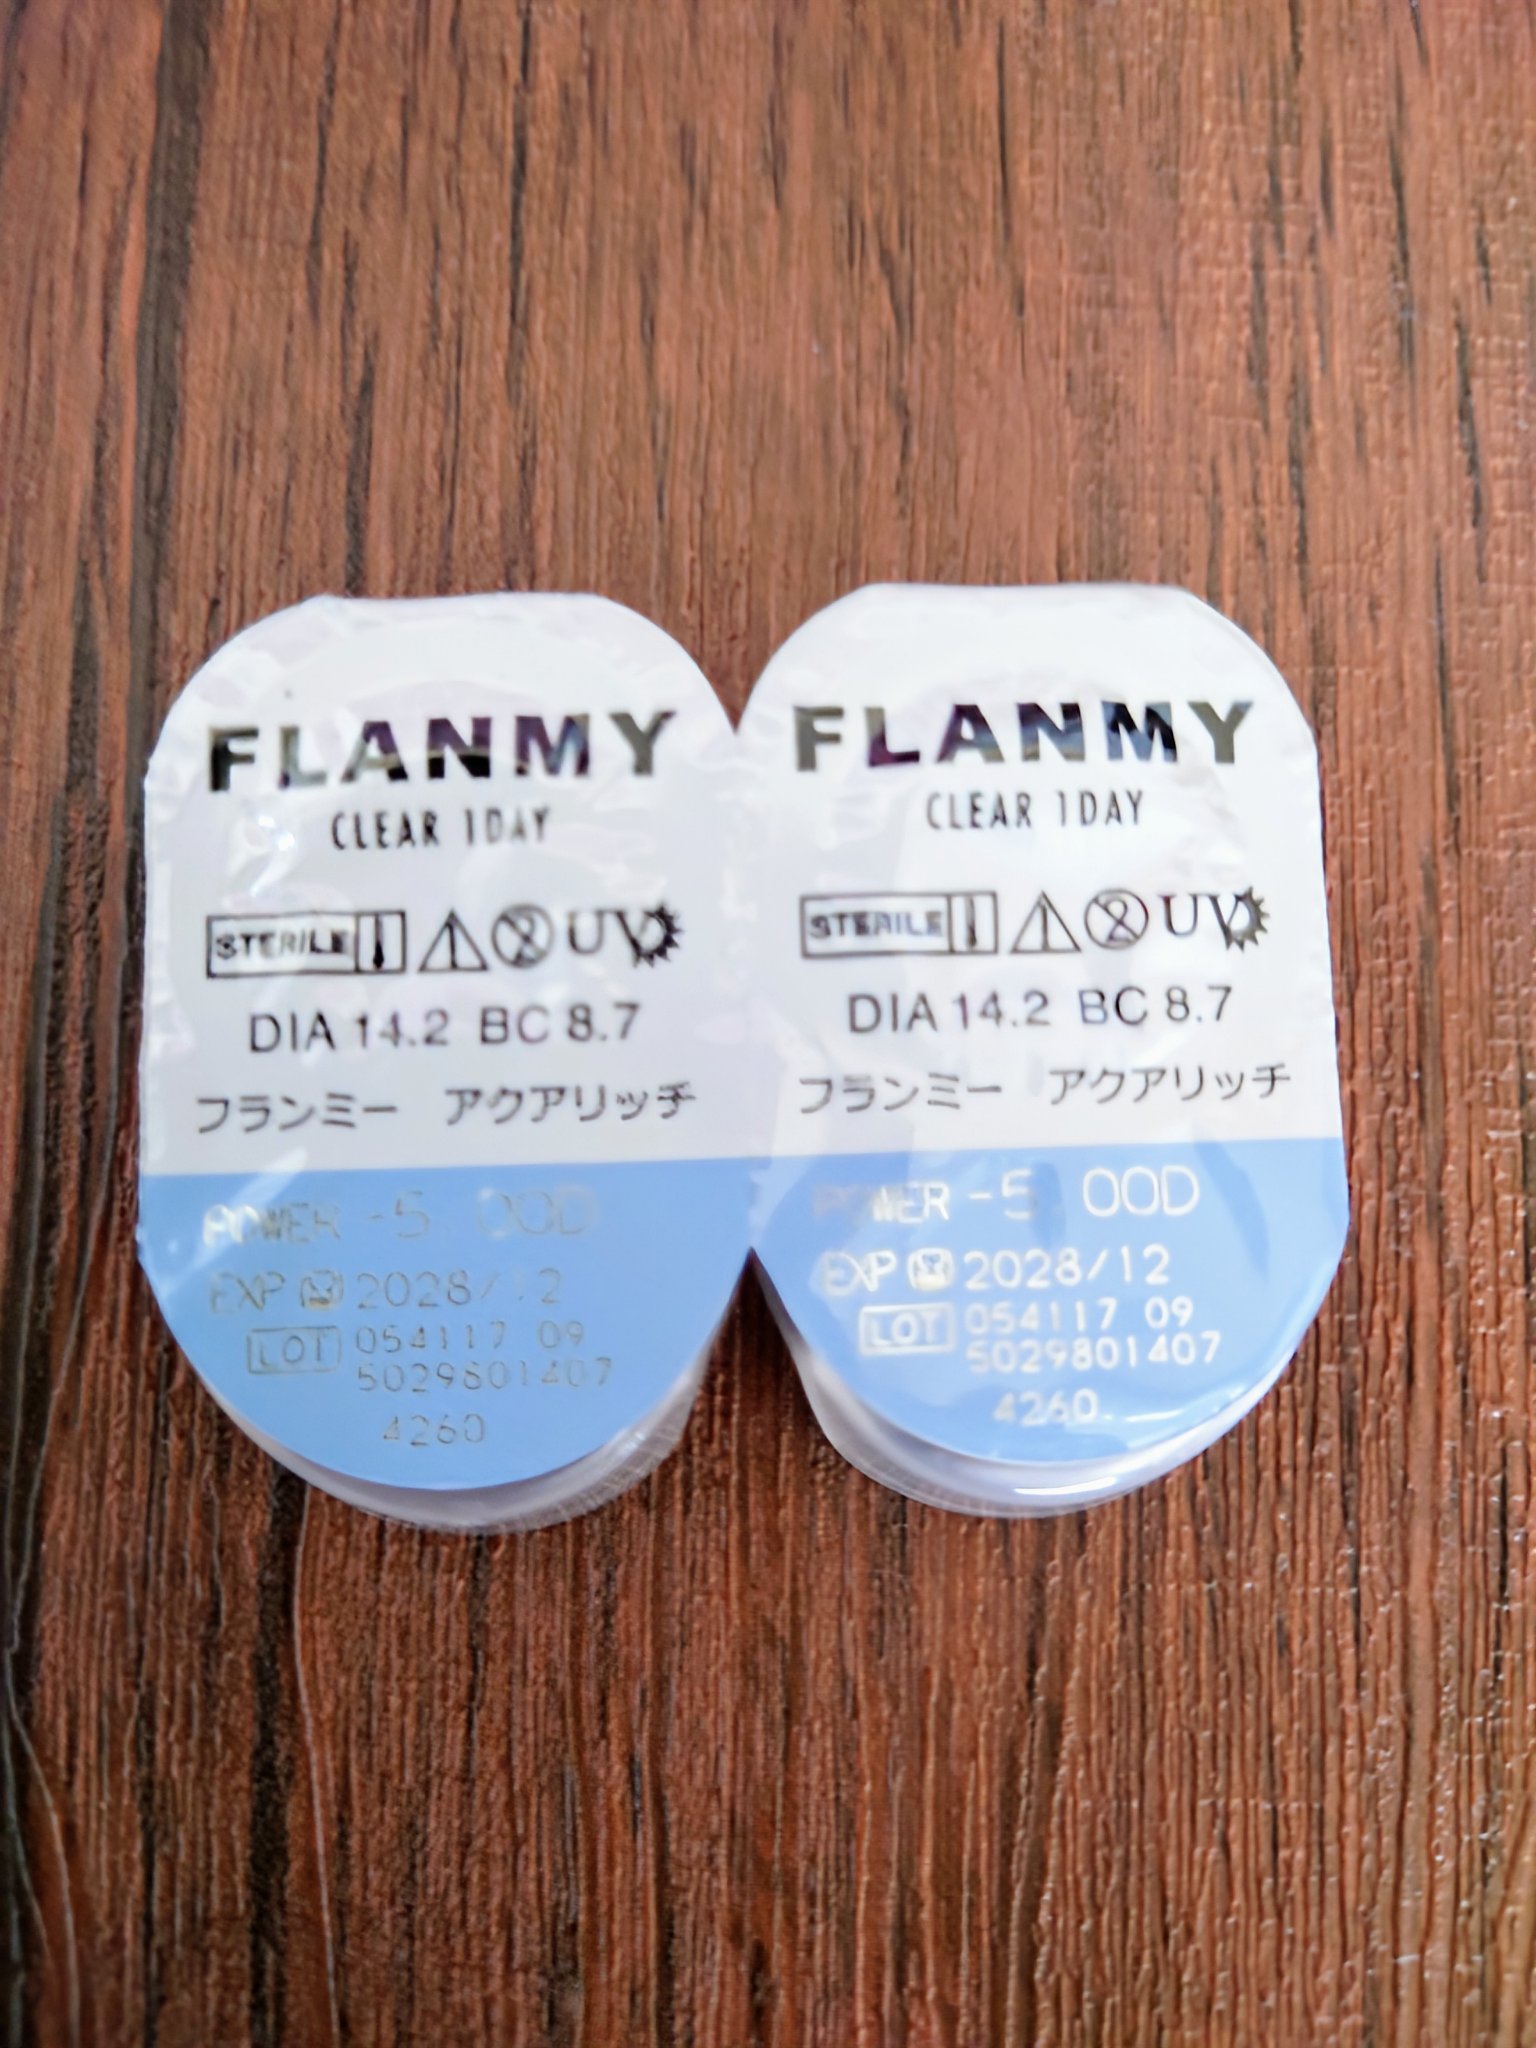 FLANMY
CLEAR 1DAY
STERILE UV
DIA 14.2 BC 8.7
フランミー アクアリッチ
POWER -5.00D
EXP 2028/12
LOT 054117 09
5029801407
4260
FLANMY
CLEAR 1DAY
STERILE UV
DIA 14.2 BC 8.7
フランミー アクアリッチ
POWER -5.00D
EXP 2028/12
LOT 054117 09
5029801407
4260